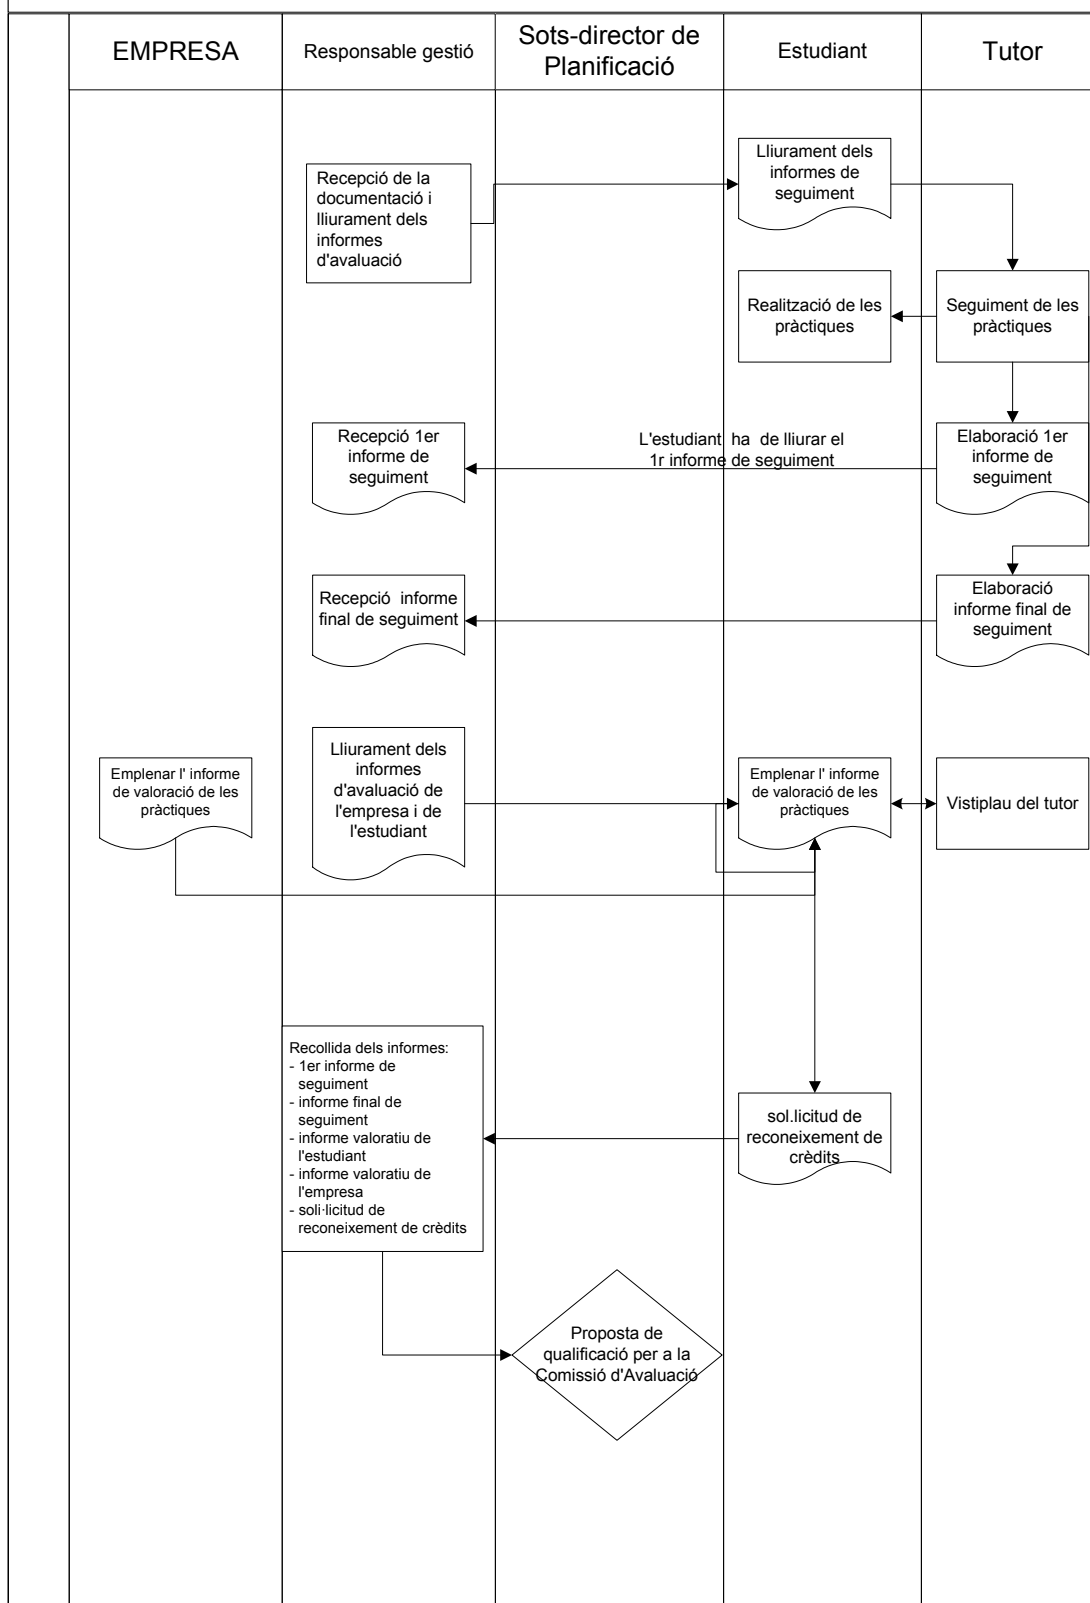 EMPRESA
Responsable gestió
Sots-director de
Planificació
Estudiant
Tutor
Recepció de la
documentació i
lliurament dels
informes
d'avaluació
Lliurament dels
informes de
seguiment
Realització de les
pràctiques
Seguiment de les
pràctiques
Recepció 1er
informe de
seguiment
L'estudiant ha de lliurar el
1r informe de seguiment
Elaboració 1er
informe de
seguiment
Recepció informe
final de seguiment
Elaboració
informe final de
seguiment
Emplenar l' informe
de valoració de les
pràctiques
Lliurament dels
informes
d'avaluació de
l'empresa i de
l'estudiant
Emplenar l' informe
de valoració de les
pràctiques
Vistiplau del tutor
Recollida dels informes:
- 1er informe de
seguiment
- informe final de
seguiment
- informe valoratiu de
l'estudiant
- informe valoratiu de
l'empresa
- soli·licitud de
reconeixement de crèdits
sol.licitud de
reconeixement de
crèdits
Proposta de
qualificació per a la
Comissió d'Avaluació